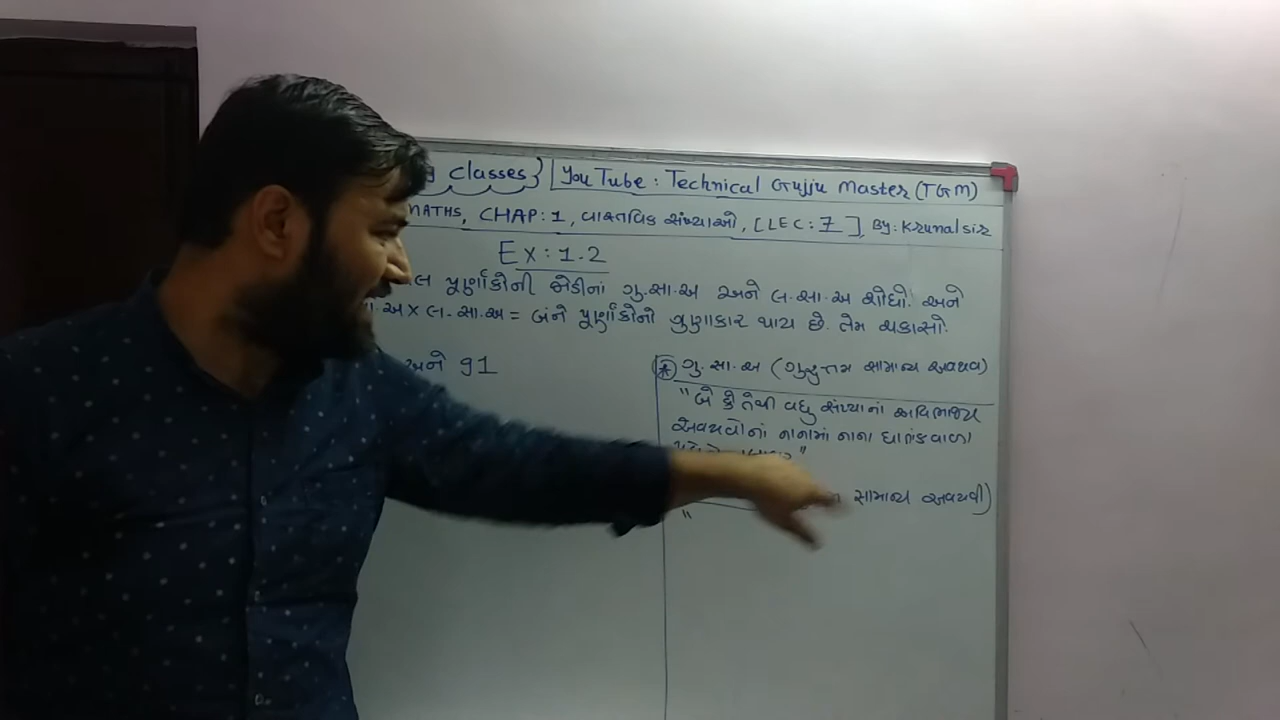 classes} | YouTube : Technical Gujju Master (TGM)
MATHS, CHAP: 1, વાસ્તવિક સંખ્યાઓ, [LEC: 7], By: Krunal sir
Ex: 1.2
પૂર્ણાંકોની જોડીનાં ગુ.સા.અ અને લ.સા.અ શોધો. અને
અ × લ.સા.અ = બંને પૂર્ણાંકોનો ગુણાકાર થાય છે. તેમ ચકાસો.
અને 91
* ગુ.સા.અ (ગુરુત્તમ સામાન્ય અવયવ)
"બે કે તેથી વધુ સંખ્યાનાં અવિભાજ્ય
અવયવોનાં નાનામાં નાના ઘાતાંકવાળા
"
સામાન્ય અવયવી)
"